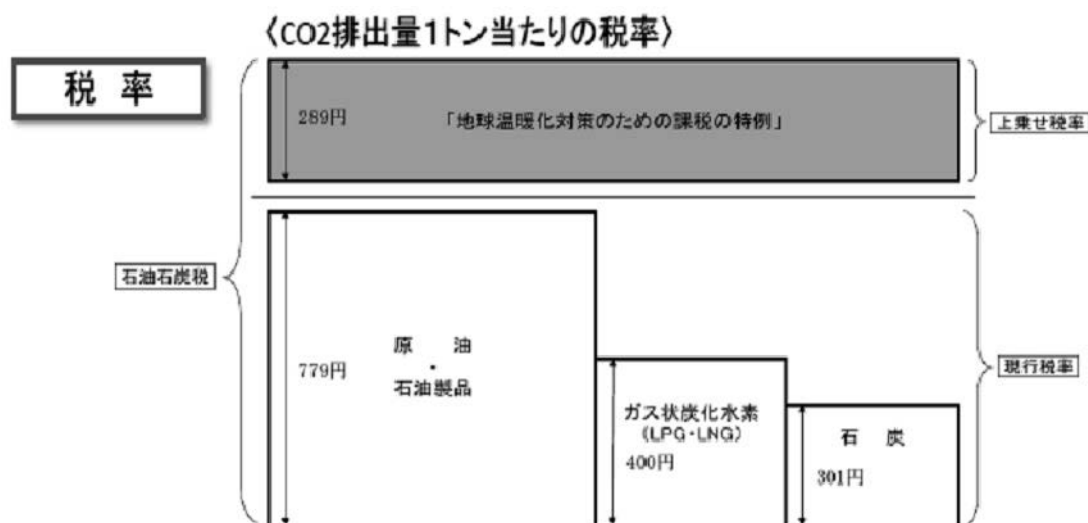 〈CO2排出量1トン当たりの税率〉
税 率
289円
「地球温暖化対策のための課税の特例」
上乗せ税率
石油石炭税
779円
原 油
・
石油製品
ガス状炭化水素
(LPG・LNG)
400円
石 炭
301円
現行税率